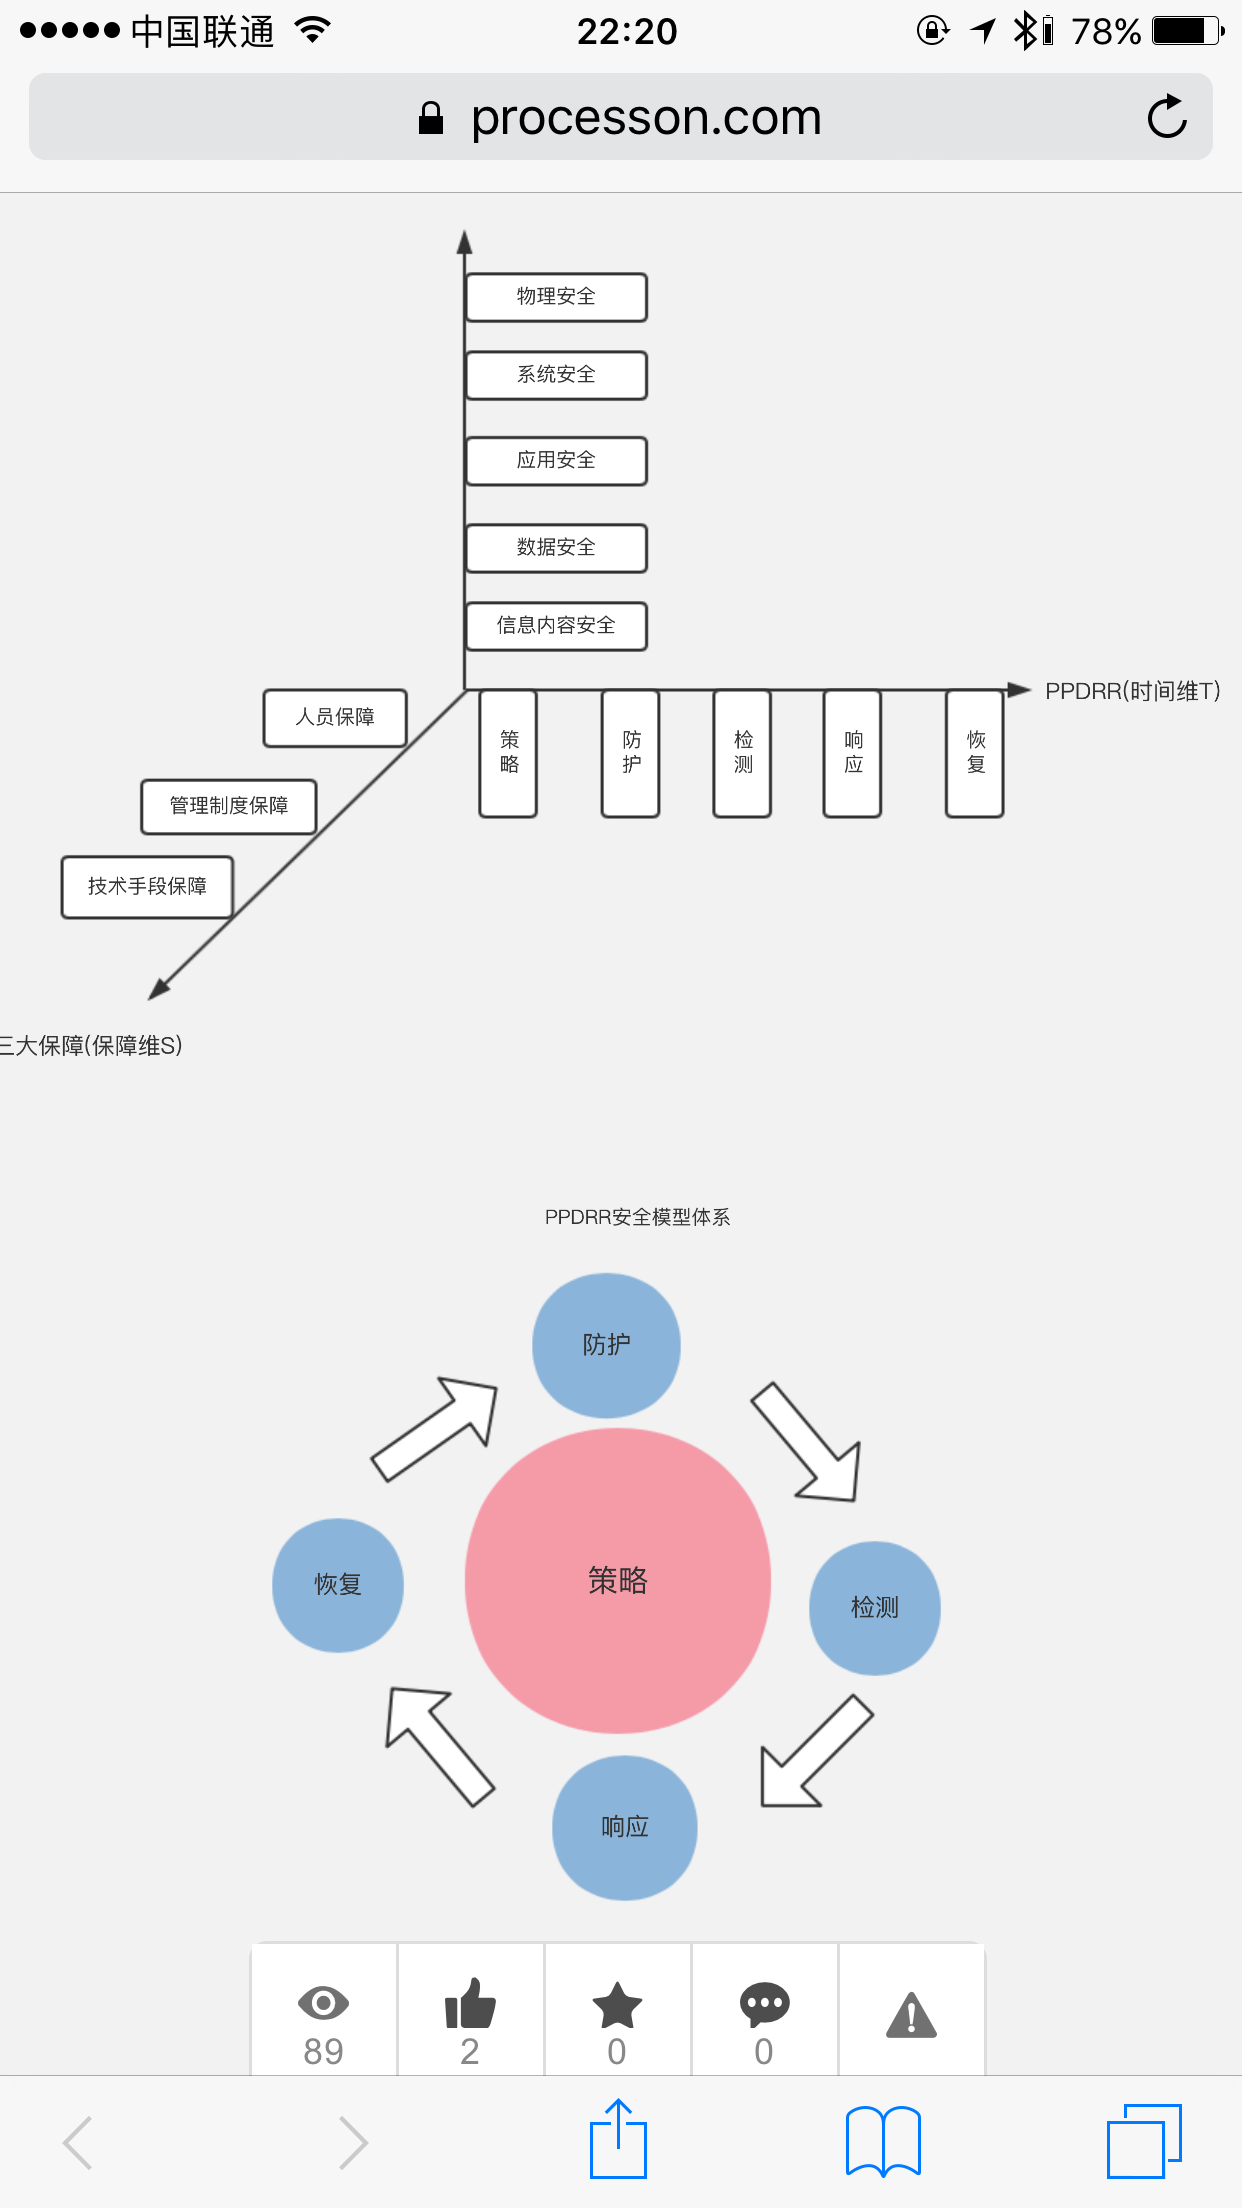 中国联通 22:20 78%
processon.com
物理安全
系统安全
应用安全
数据安全
信息内容安全
PPDRR(时间维T)
人员保障
管理制度保障
技术手段保障
策略
防护
检测
响应
恢复
三大保障(保障维S)
PPDRR安全模型体系
防护
恢复
策略
检测
响应
89 2 0 0